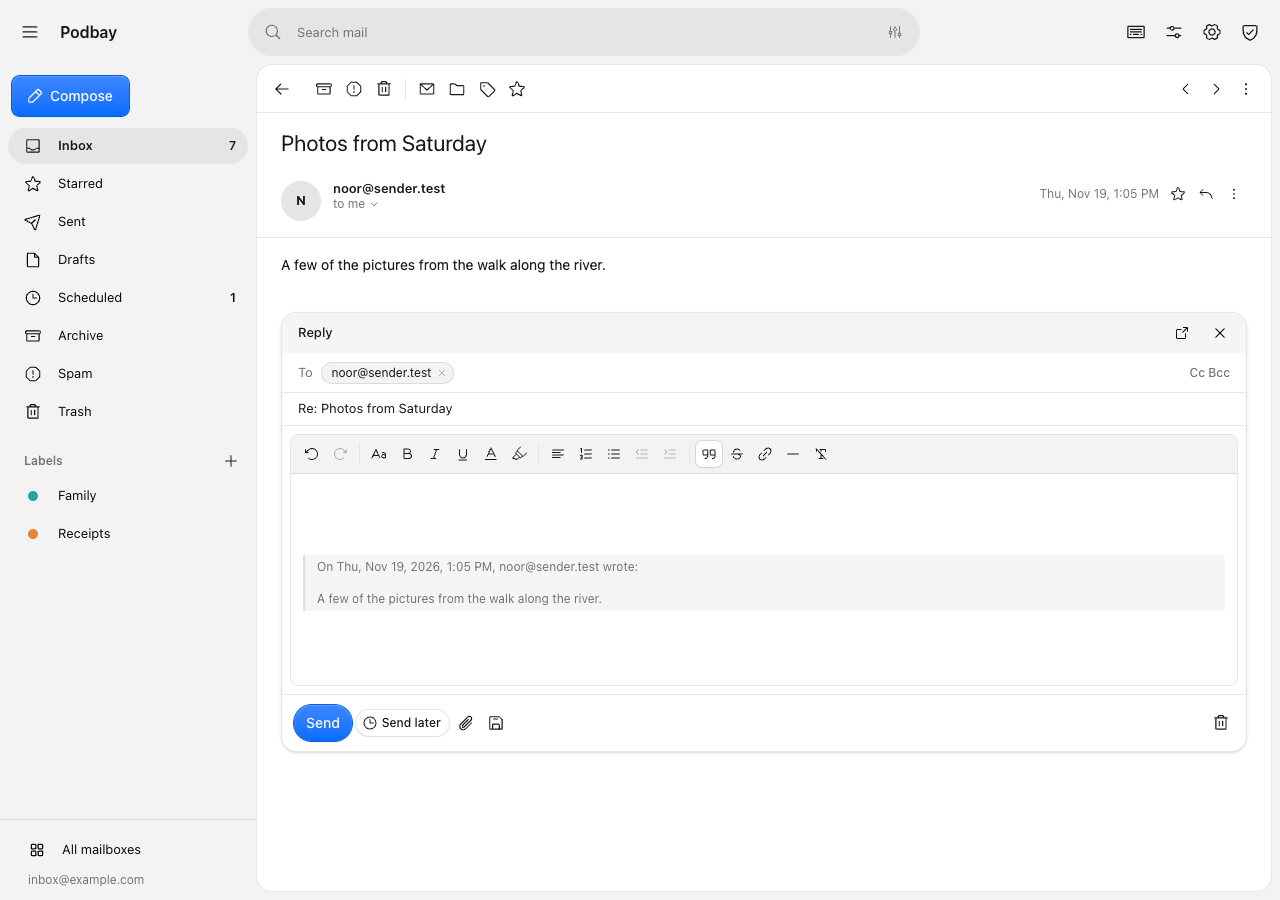 Podbay
Search mail
Compose
Inbox 7
Starred
Sent
Drafts
Scheduled 1
Archive
Spam
Trash
Labels
Family
Receipts
All mailboxes
inbox@example.com
Photos from Saturday
N
noor@sender.test
to me
Thu, Nov 19, 1:05 PM
A few of the pictures from the walk along the river.
Reply
To noor@sender.test Cc Bcc
Re: Photos from Saturday
On Thu, Nov 19, 2026, 1:05 PM, noor@sender.test wrote:
A few of the pictures from the walk along the river.
Send Send later